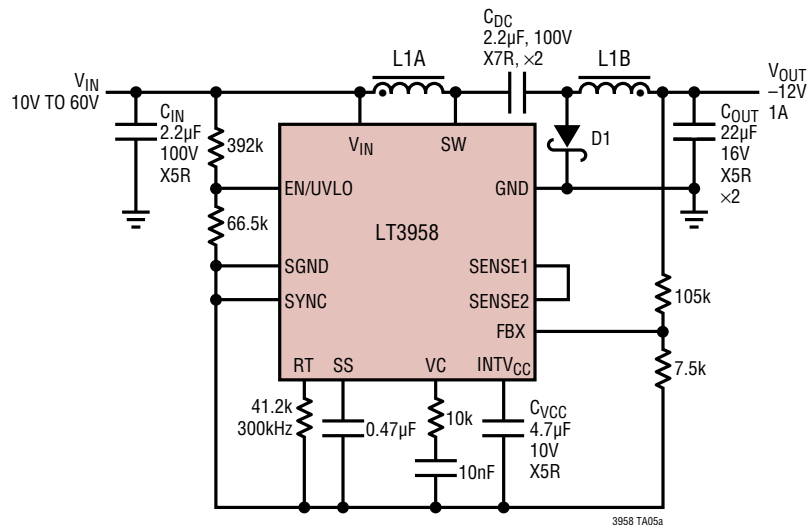 C_DC
2.2µF, 100V
X7R, ×2
L1A
L1B
V_IN
10V TO 60V
V_OUT
–12V
1A
C_IN
2.2µF
100V
X5R
392k
V_IN
SW
D1
C_OUT
22µF
16V
X5R
×2
EN/UVLO
GND
66.5k
LT3958
SGND
SENSE1
SYNC
SENSE2
105k
FBX
RT
SS
VC
INTV_CC
7.5k
41.2k
300kHz
0.47µF
10k
C_VCC
4.7µF
10V
X5R
10nF
3958 TA05a